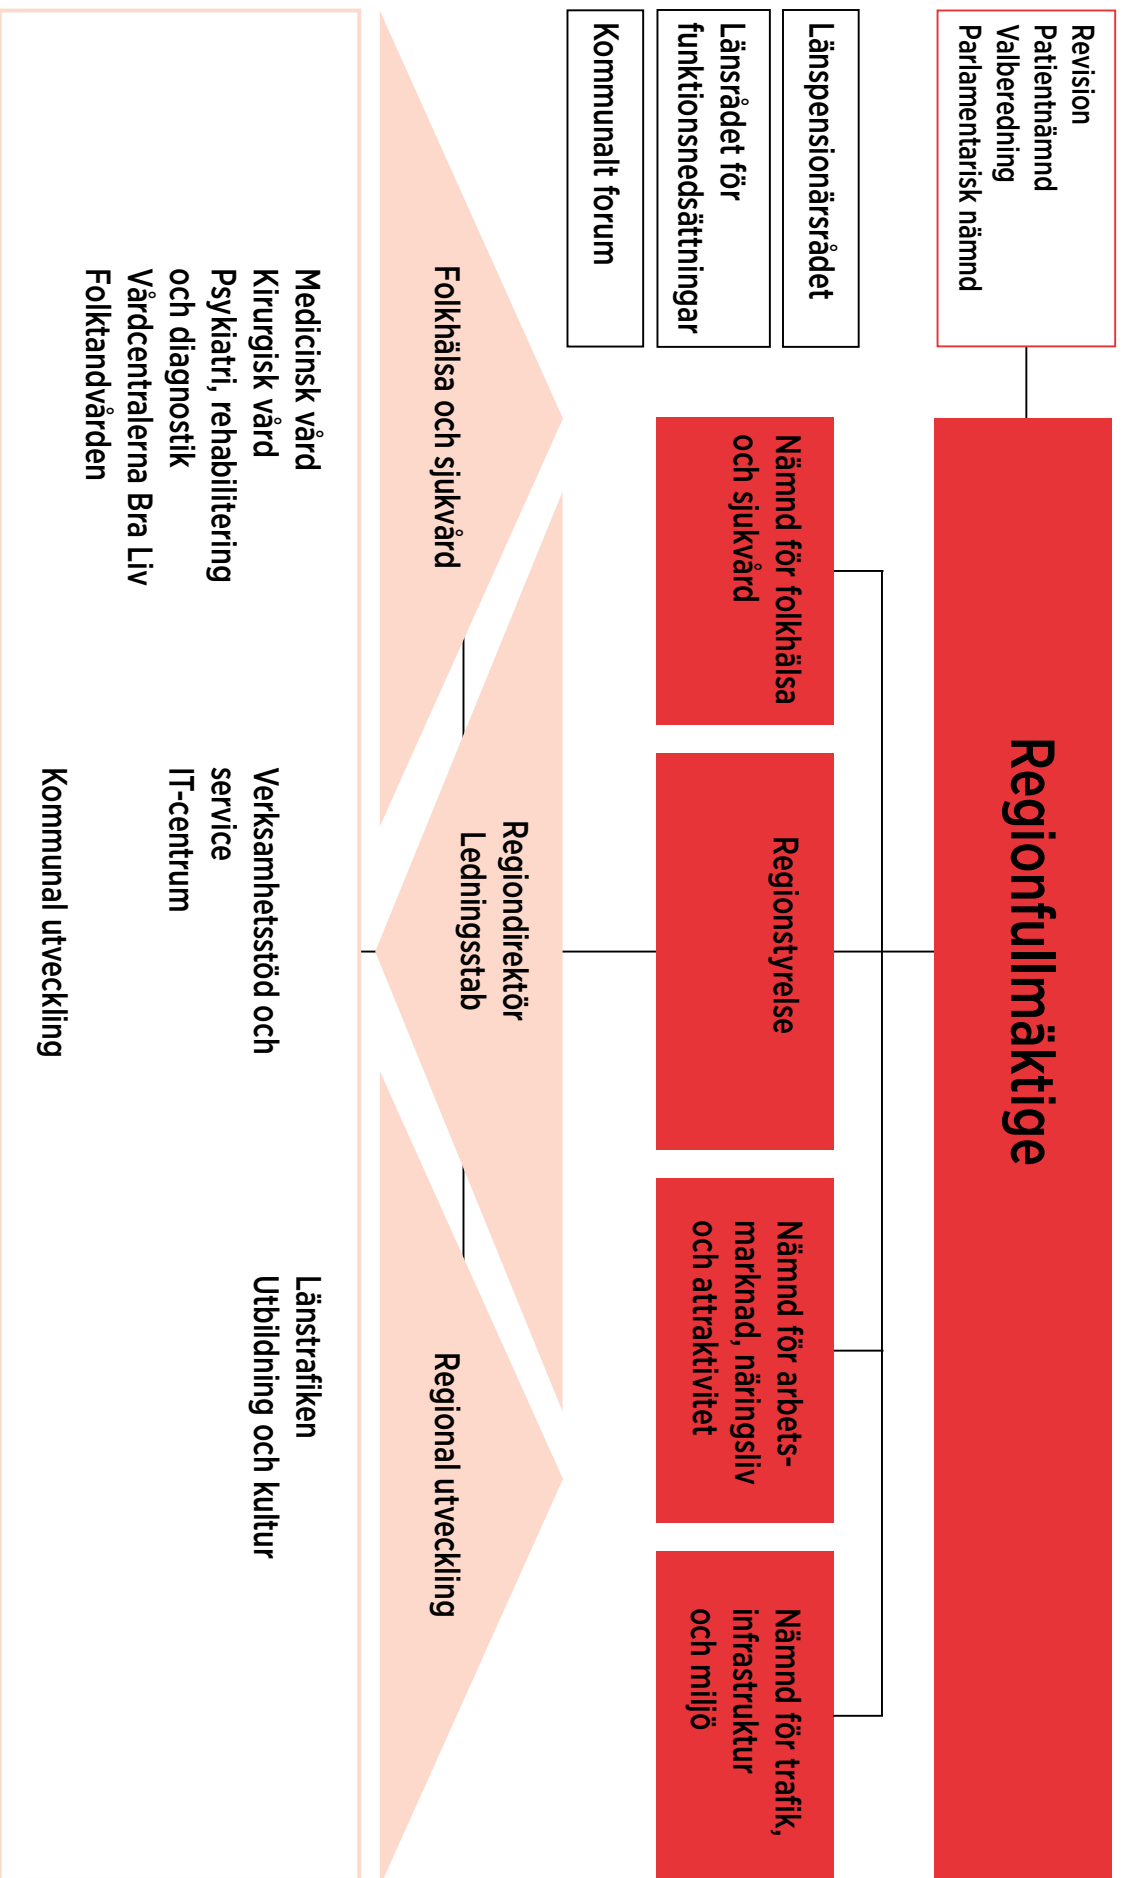 Revision
Patientnämnd
Valberedning
Parlamentarisk nämnd
Regionfullmäktige
Länspensionärsrådet
Länsrådet för
funktionsnedsättningar
Kommunalt forum
Nämnd för folkhälsa
och sjukvård
Regionstyrelse
Nämnd för arbets-
marknad, näringsliv
och attraktivitet
Nämnd för trafik,
infrastruktur
och miljö
Folkhälsa och sjukvård
Regiondirektör
Ledningsstab
Regional utveckling
Medicinsk vård
Kirurgisk vård
Psykiatri, rehabilitering
och diagnostik
Vårdcentralerna Bra Liv
Folktandvården
Verksamhetsstöd och
service
IT-centrum
Länstrafiken
Utbildning och kultur
Kommunal utveckling